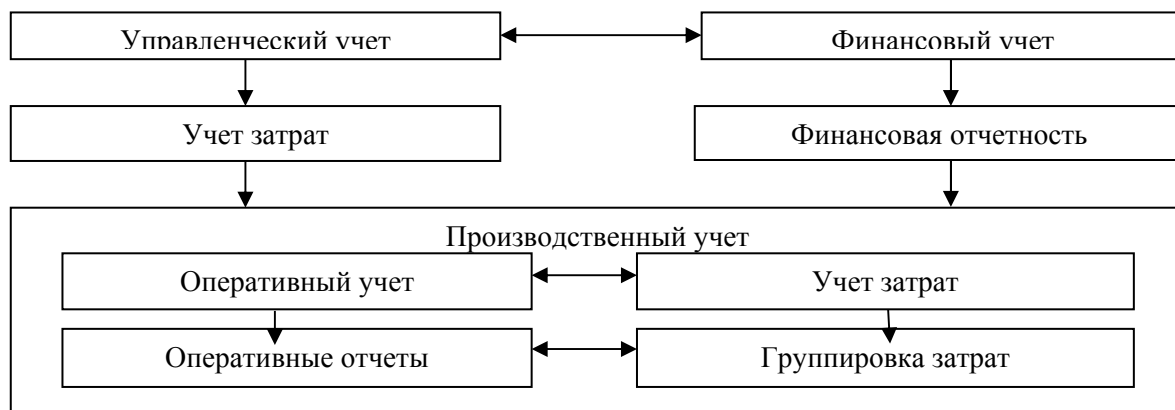 Управленческий учет
Финансовый учет
Учет затрат
Финансовая отчетность
Производственный учет
Оперативный учет
Учет затрат
Оперативные отчеты
Группировка затрат